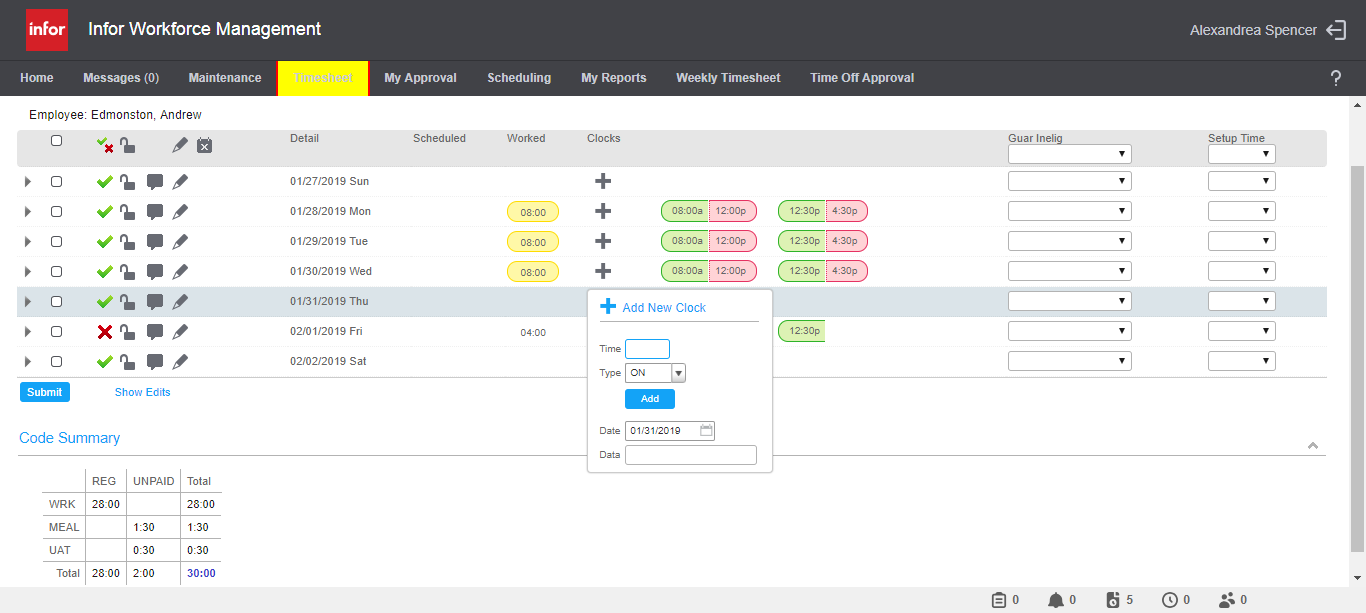 infor Infor Workforce Management Alexandrea Spencer
Home Messages (0) Maintenance Timesheet My Approval Scheduling My Reports Weekly Timesheet Time Off Approval ?
Employee: Edmonston, Andrew
Detail Scheduled Worked Clocks Guar Inelig Setup Time
01/27/2019 Sun
01/28/2019 Mon 08:00 08:00a 12:00p 12:30p 4:30p
01/29/2019 Tue 08:00 08:00a 12:00p 12:30p 4:30p
01/30/2019 Wed 08:00 08:00a 12:00p 12:30p 4:30p
01/31/2019 Thu
02/01/2019 Fri 04:00 12:30p
02/02/2019 Sat
Add New Clock
Time
Type ON
Add
Date 01/31/2019
Data
Submit Show Edits
Code Summary
REG UNPAID Total
WRK 28:00 28:00
MEAL 1:30 1:30
UAT 0:30 0:30
Total 28:00 2:00 30:00
0 0 5 0 0